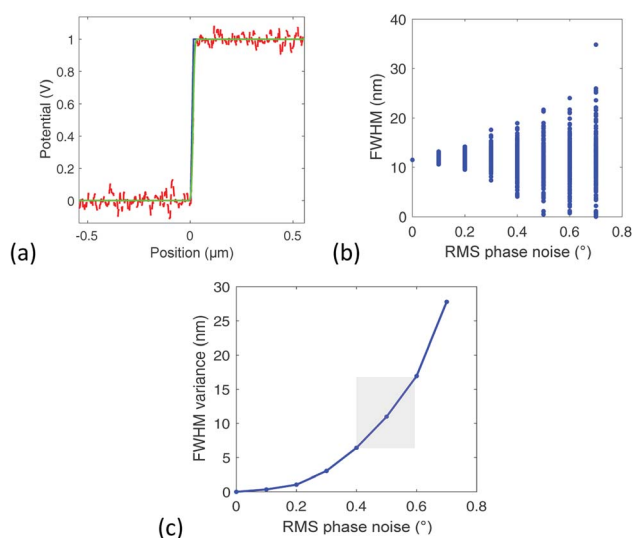 1
0.8
0.6
0.4
0.2
0
Potential (V)
-0.5 0 0.5
Position (µm)
(a)
40
30
20
10
0
FWHM (nm)
0 0.2 0.4 0.6 0.8
RMS phase noise (°)
(b)
30
25
20
15
10
5
0
FWHM variance (nm)
0 0.2 0.4 0.6 0.8
RMS phase noise (°)
(c)